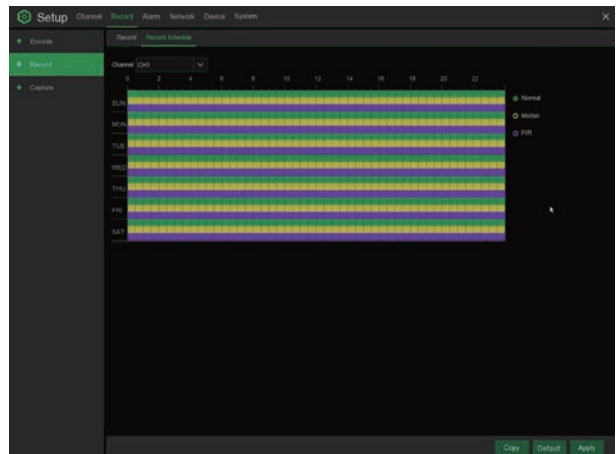 Setup Channel Record Alarm Network Device System
Encode
Record
Capture
Record Record Schedule
Channel CH1
0 2 4 6 8 10 12 14 16 18 20 22
SUN
MON
TUE
WED
THU
FRI
SAT
Normal
Motion
PIR
Copy Default Apply